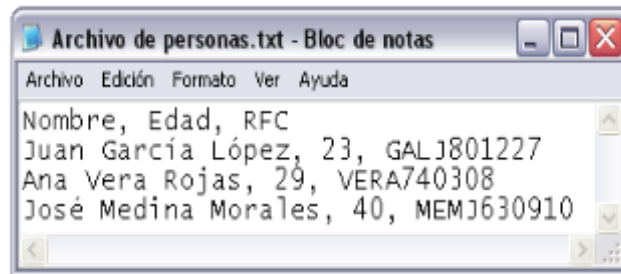 Archivo de personas.txt - Bloc de notas
Archivo Edición Formato Ver Ayuda
Nombre, Edad, RFC
Juan García López, 23, GALJ801227
Ana Vera Rojas, 29, VERA740308
José Medina Morales, 40, MEMJ630910